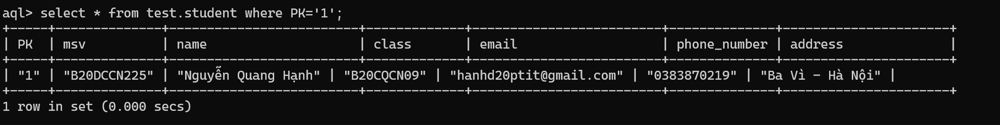 aql> select * from test.student where PK='1';
+-----+--------------+-------------------------+-------------+-------------------------+--------------+----------------------+
| PK  | msv          | name                    | class       | email                   | phone_number | address              |
+-----+--------------+-------------------------+-------------+-------------------------+--------------+----------------------+
| "1" | "B20DCCN225" | "Nguyễn Quang Hạnh" | "B20CQCN09" | "hanhd20ptit@gmail.com" | "0383870219" | "Ba Vì - Hà Nội" |
+-----+--------------+-------------------------+-------------+-------------------------+--------------+----------------------+
1 row in set (0.000 secs)